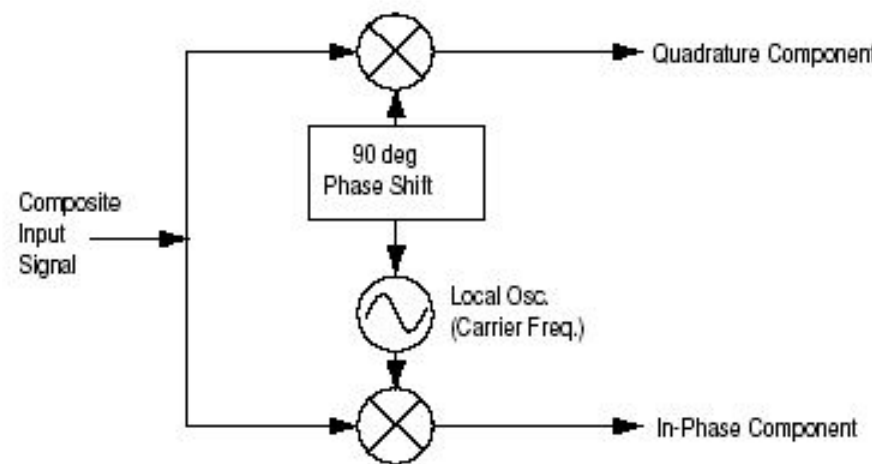 Quadrature Component
90 deg
Phase Shift
Composite
Input
Signal
Local Osc.
(Carrier Freq.)
In-Phase Component